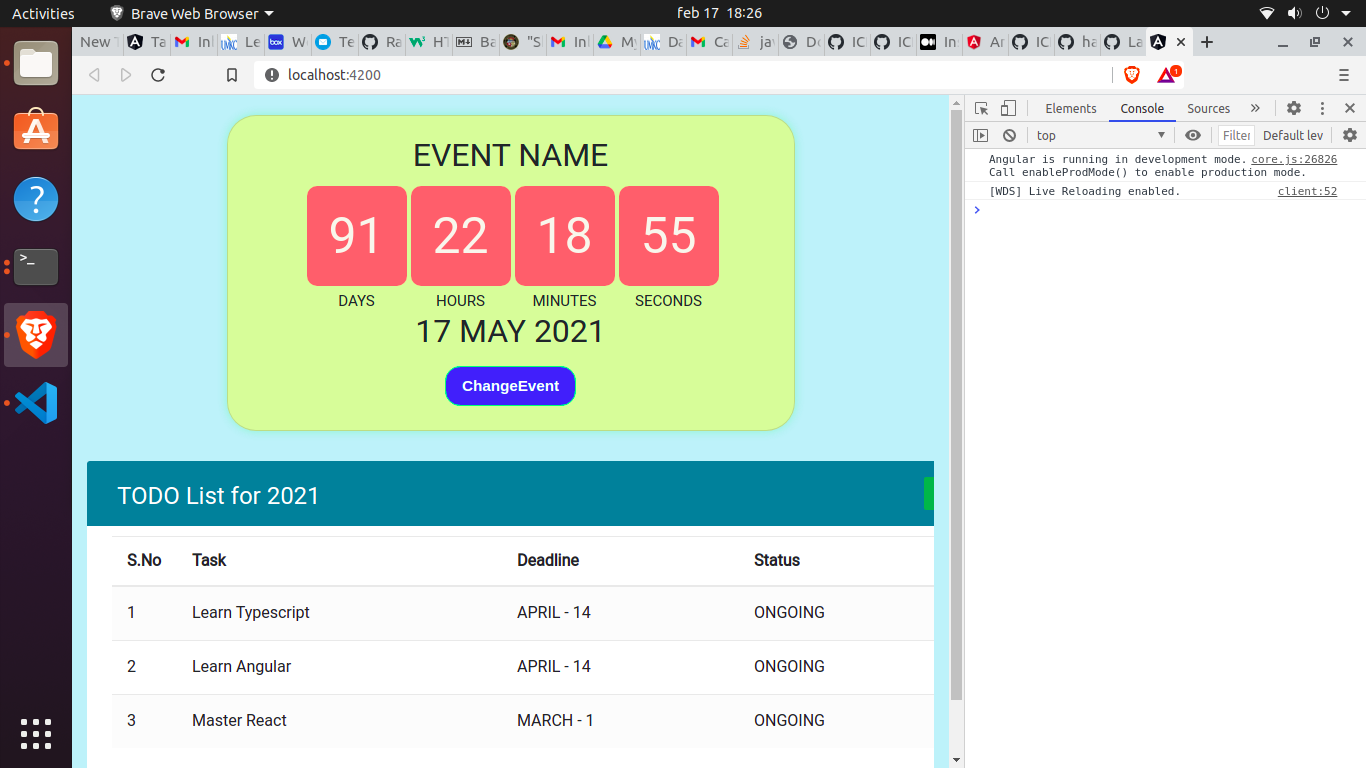 Activities Brave Web Browser feb 17 18:26
New T Ta In Le W Te Ra HT Ba "S In My Da Ca jav Do IC IC In An IC ha La
localhost:4200 1
EVENT NAME
91 22 18 55
DAYS HOURS MINUTES SECONDS
17 MAY 2021
ChangeEvent
TODO List for 2021
S.No Task Deadline Status
1 Learn Typescript APRIL - 14 ONGOING
2 Learn Angular APRIL - 14 ONGOING
3 Master React MARCH - 1 ONGOING
Elements Console Sources
top Filter Default lev
Angular is running in development mode. core.js:26826
Call enableProdMode() to enable production mode.
[WDS] Live Reloading enabled. client:52